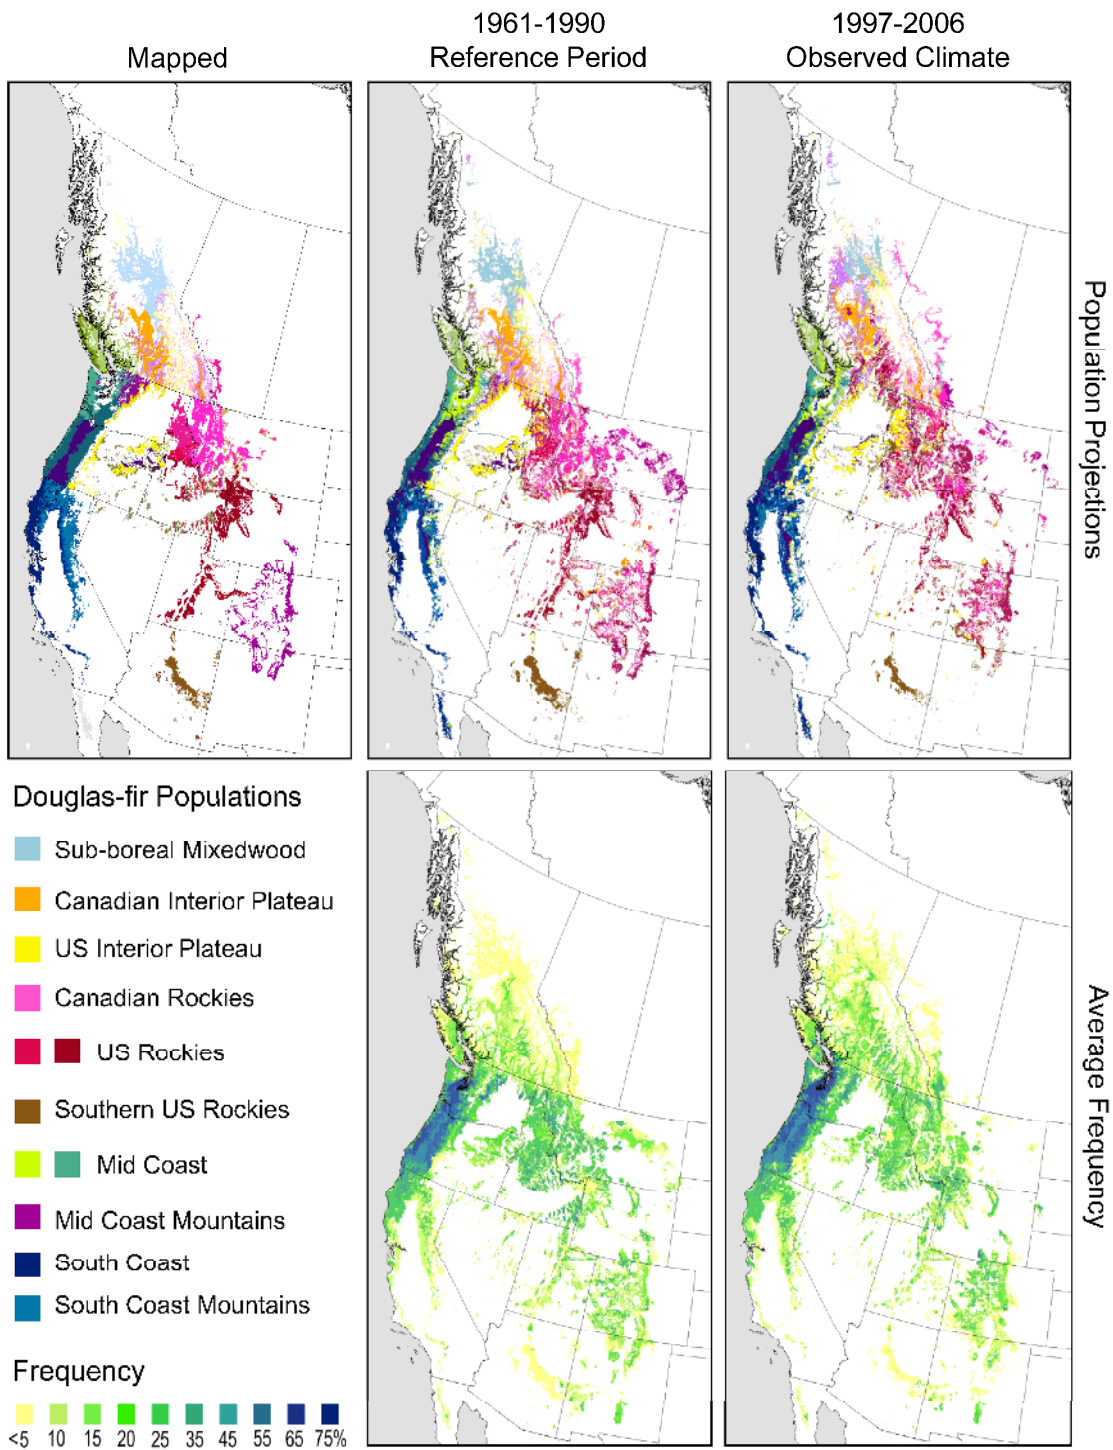 Mapped
1961-1990
Reference Period
1997-2006
Observed Climate
Population Projections
Douglas-fir Populations
Sub-boreal Mixedwood
Canadian Interior Plateau
US Interior Plateau
Canadian Rockies
US Rockies
Southern US Rockies
Mid Coast
Mid Coast Mountains
South Coast
South Coast Mountains
Average Frequency
Frequency
<5 10 15 20 25 35 45 55 65 75%